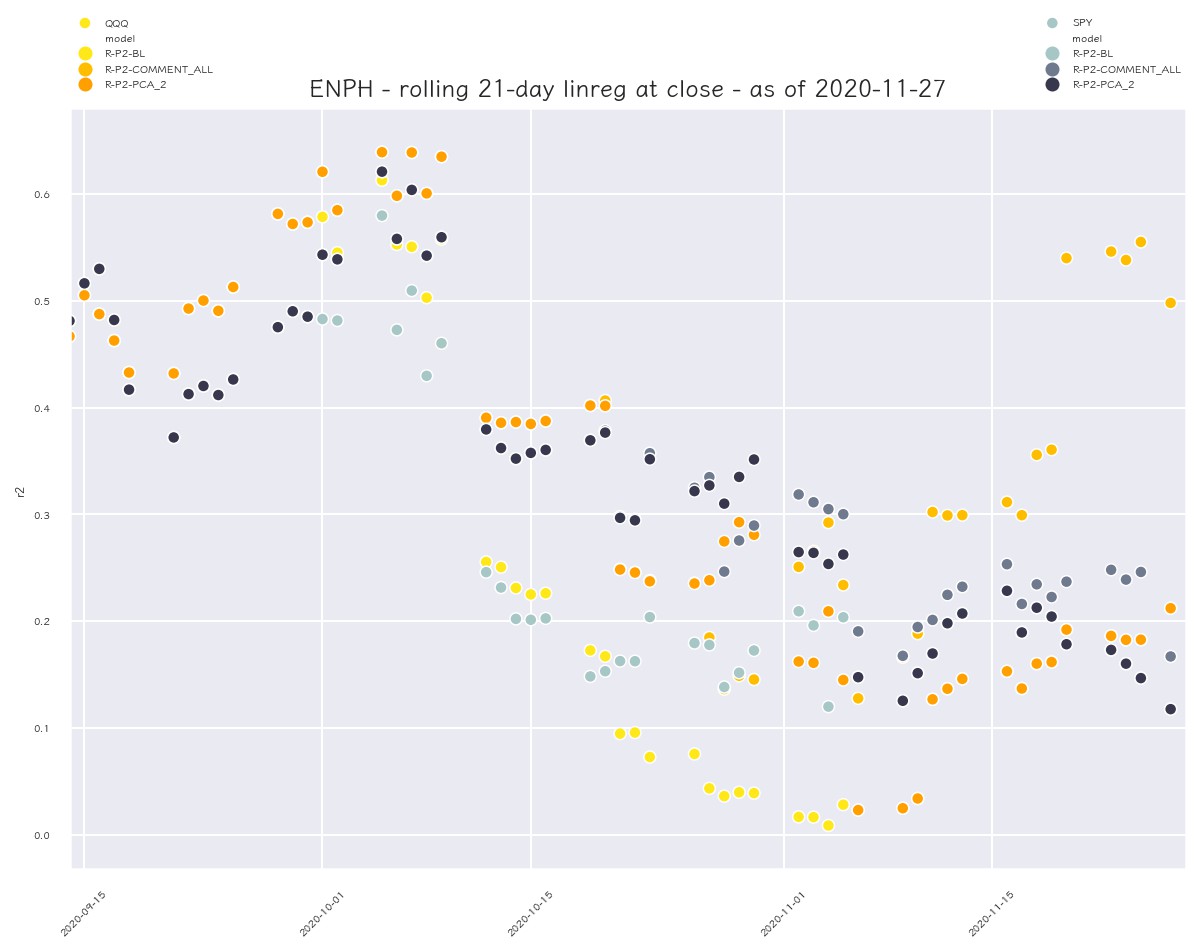 QQQ
model
R-P2-BL
R-P2-COMMENT_ALL
R-P2-PCA_2
SPY
model
R-P2-BL
R-P2-COMMENT_ALL
R-P2-PCA_2
ENPH - rolling 21-day linreg at close - as of 2020-11-27
0.6
0.5
0.4
0.3
0.2
0.1
0.0
r2
2020-09-15
2020-10-01
2020-10-15
2020-11-01
2020-11-15